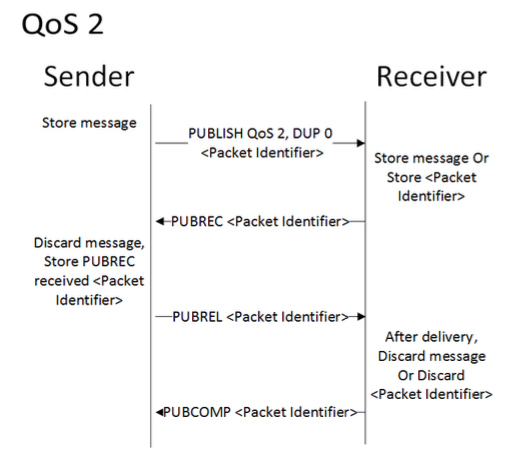 QoS 2
Sender
Receiver
Store message
PUBLISH QoS 2, DUP 0
<Packet Identifier>
Store message Or
Store <Packet
Identifier>
PUBREC <Packet Identifier>
Discard message,
Store PUBREC
received <Packet
Identifier>
PUBREL <Packet Identifier>
After delivery,
Discard message
Or Discard
<Packet Identifier>
PUBCOMP <Packet Identifier>